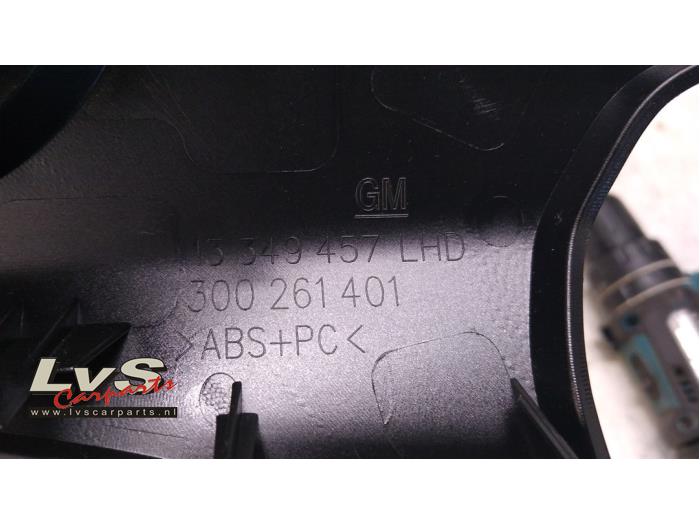 GM
13 349 457 LHD
300 261 401
>ABS+PC<
LvS
Carparts
www.lvscarparts.nl